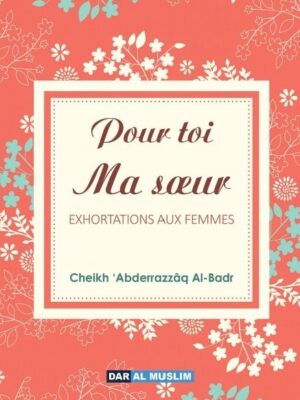 Pour toi
Ma sœur
EXHORTATIONS AUX FEMMES
Cheikh ‘Abderrazzâq Al-Badr
DAR AL MUSLIM